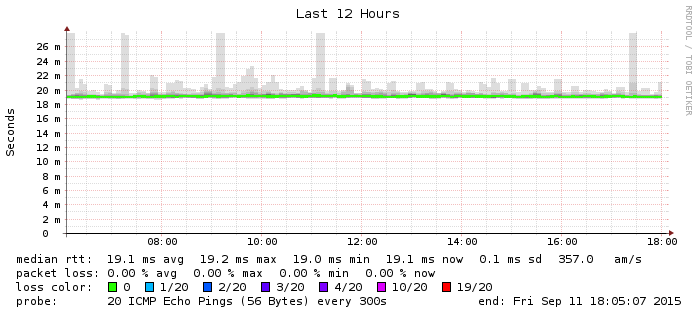 Last 12 Hours
RRDTOOL / TOBI OETIKER
Seconds
26 m
24 m
22 m
20 m
18 m
16 m
14 m
12 m
10 m
8 m
6 m
4 m
2 m
0
08:00 10:00 12:00 14:00 16:00 18:00
median rtt: 19.1 ms avg 19.2 ms max 19.0 ms min 19.1 ms now 0.1 ms sd 357.0 am/s
packet loss: 0.00 % avg 0.00 % max 0.00 % min 0.00 % now
loss color: 0 1/20 2/20 3/20 4/20 10/20 19/20
probe: 20 ICMP Echo Pings (56 Bytes) every 300s end: Fri Sep 11 18:05:07 2015